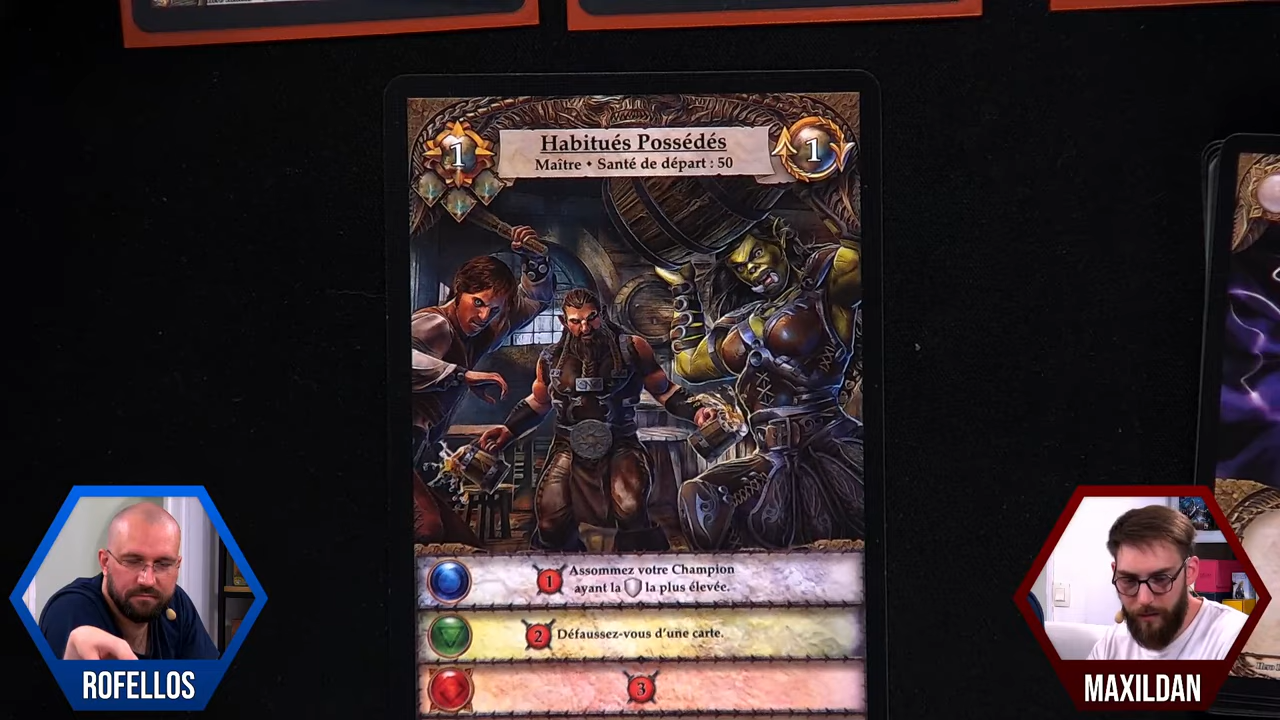 Habitués Possédés
1
Maître • Santé de départ : 50
1
1 Assommez votre Champion
ayant la la plus élevée.
2 Défaussez-vous d'une carte.
3
ROFELLOS
MAXILDAN